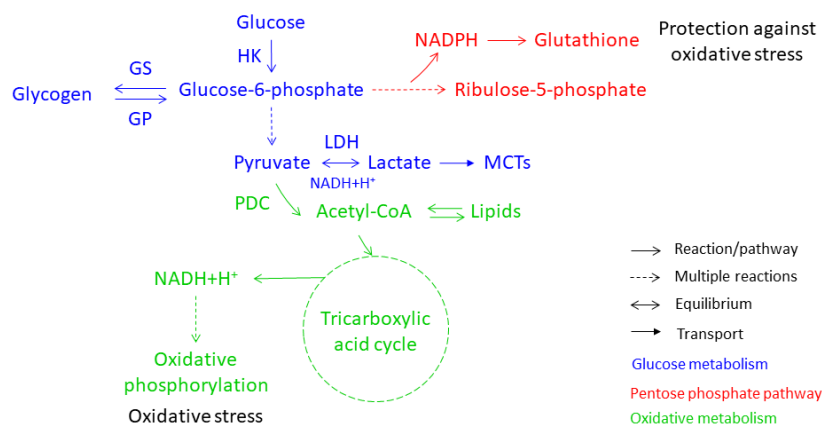 Glucose
HK
NADPH
Glutathione
Protection against
oxidative stress
GS
Glycogen
Glucose-6-phosphate
Ribulose-5-phosphate
GP
LDH
Pyruvate
Lactate
MCTs
NADH+H⁺
PDC
Acetyl-CoA
Lipids
NADH+H⁺
Tricarboxylic
acid cycle
Oxidative
phosphorylation
Oxidative stress
Reaction/pathway
Multiple reactions
Equilibrium
Transport
Glucose metabolism
Pentose phosphate pathway
Oxidative metabolism